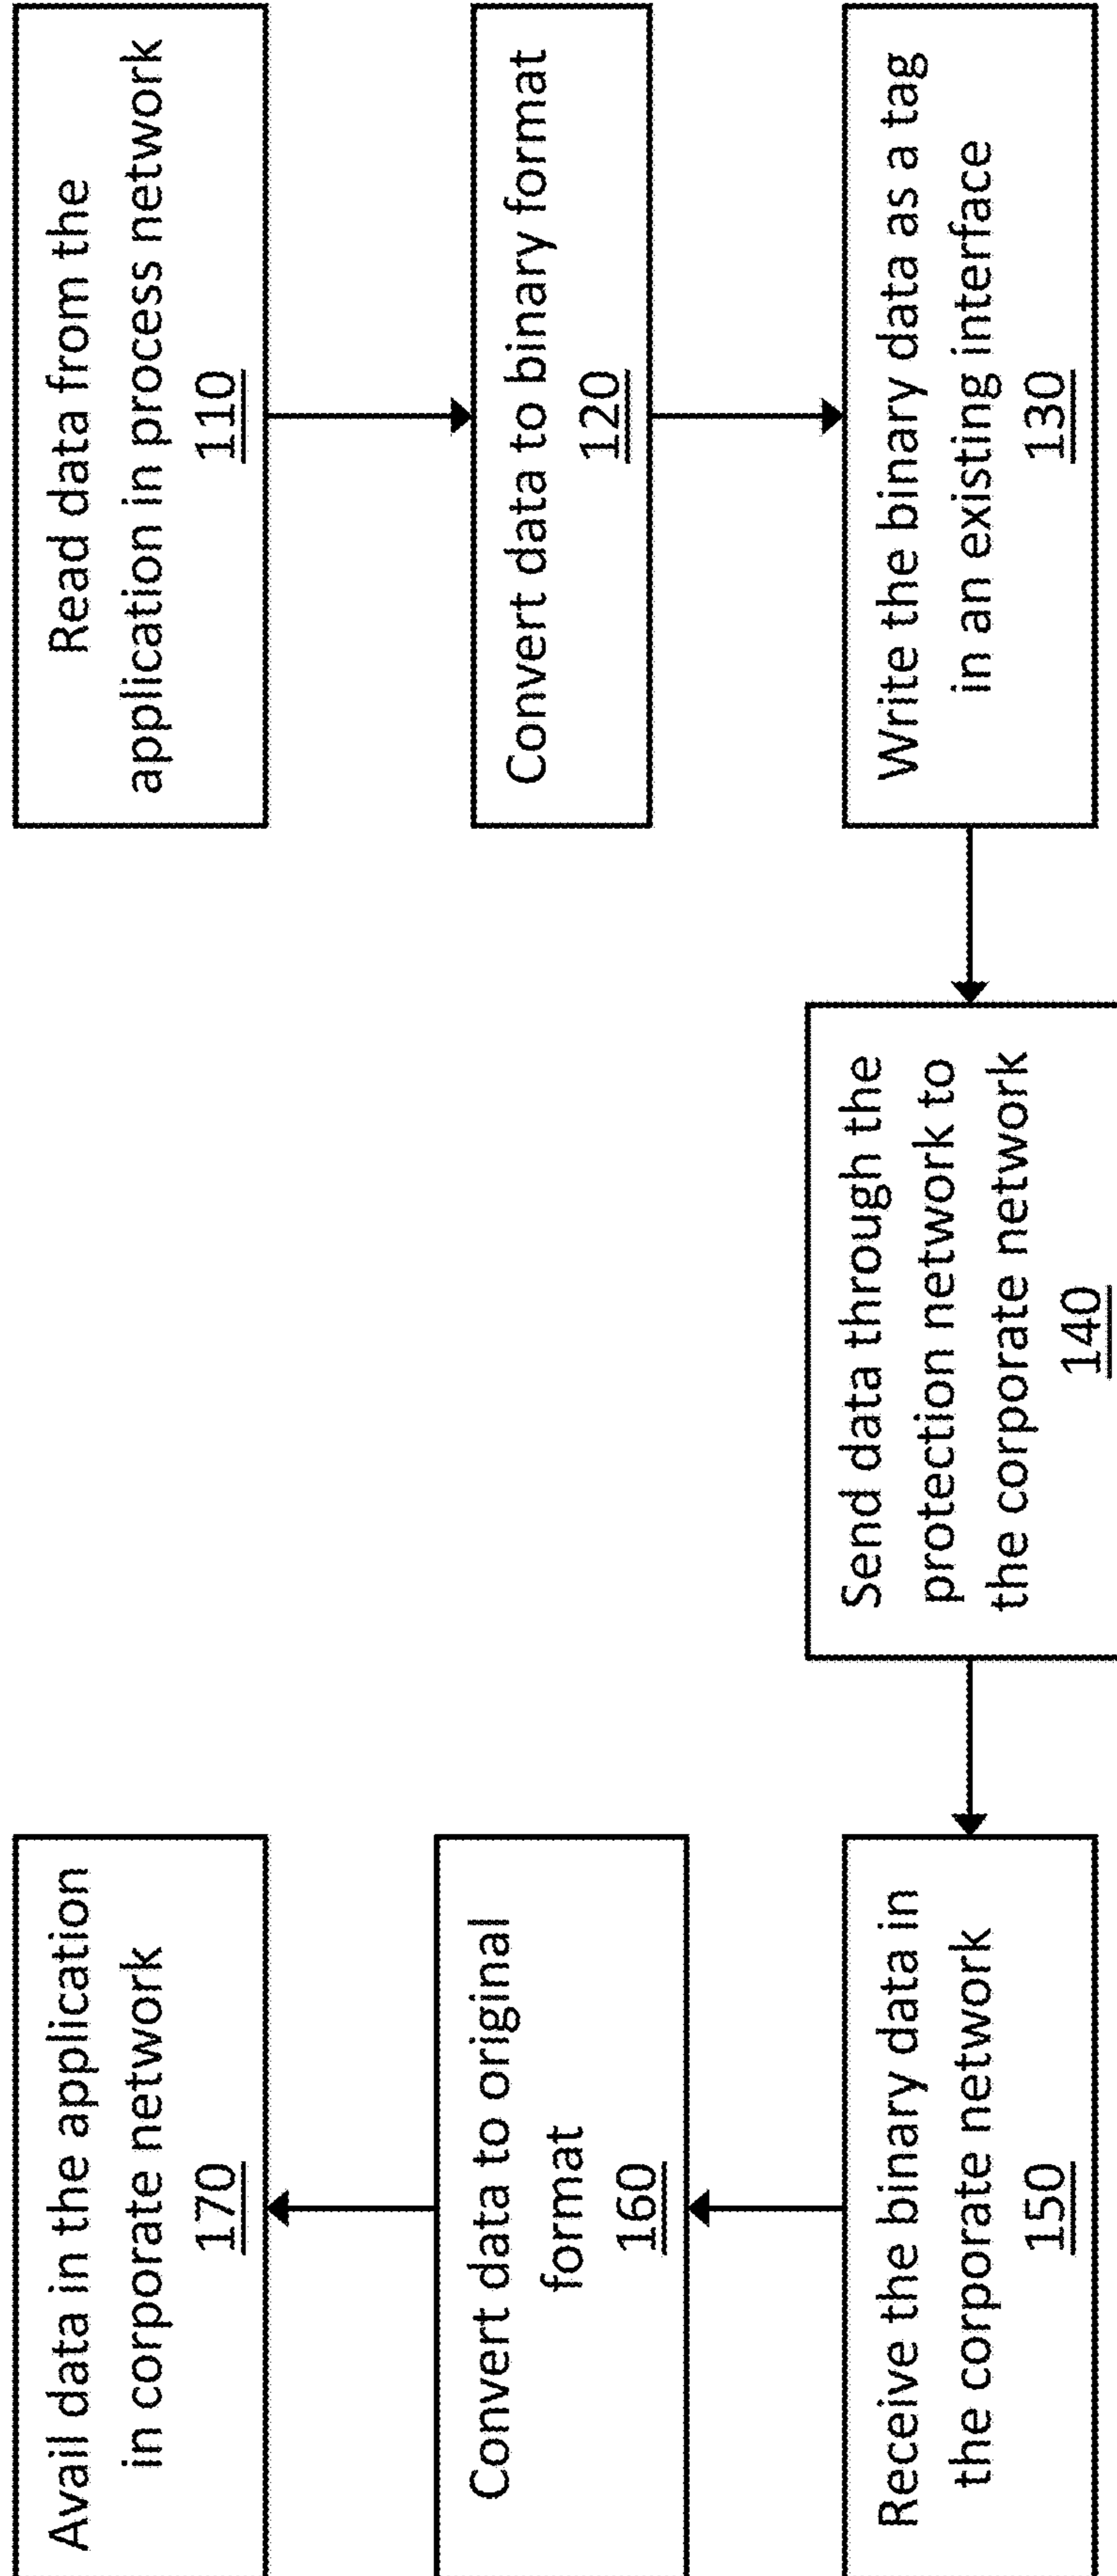 Read data from the
application in process network
110
Convert data to binary format
120
Write the binary data as a tag
in an existing interface
130
Send data through the
protection network to
the corporate network
140
Receive the binary data in
the corporate network
150
Convert data to original
format
160
Avail data in the application
in corporate network
170